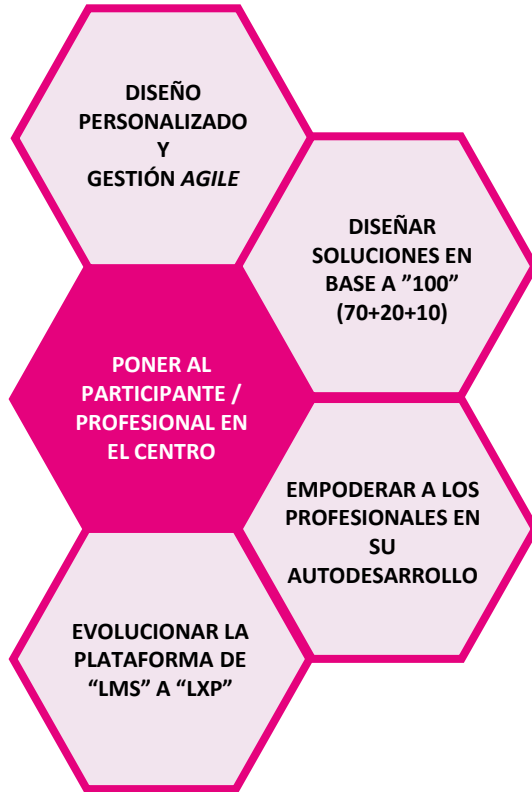 DISEÑO
PERSONALIZADO
Y
GESTIÓN AGILE
DISEÑAR
SOLUCIONES EN
BASE A ”100”
(70+20+10)
PONER AL
PARTICIPANTE /
PROFESIONAL EN
EL CENTRO
EMPODERAR A LOS
PROFESIONALES EN
SU
AUTODESARROLLO
EVOLUCIONAR LA
PLATAFORMA DE
“LMS” A “LXP”